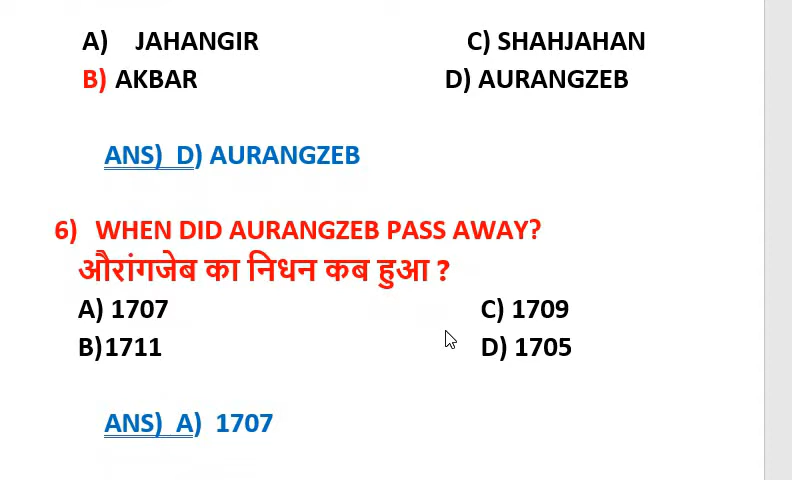 A) JAHANGIR C) SHAHJAHAN
B) AKBAR D) AURANGZEB
ANS) D) AURANGZEB
6) WHEN DID AURANGZEB PASS AWAY?
औरांगजेब का निधन कब हुआ ?
A) 1707 C) 1709
B)1711 D) 1705
ANS) A) 1707